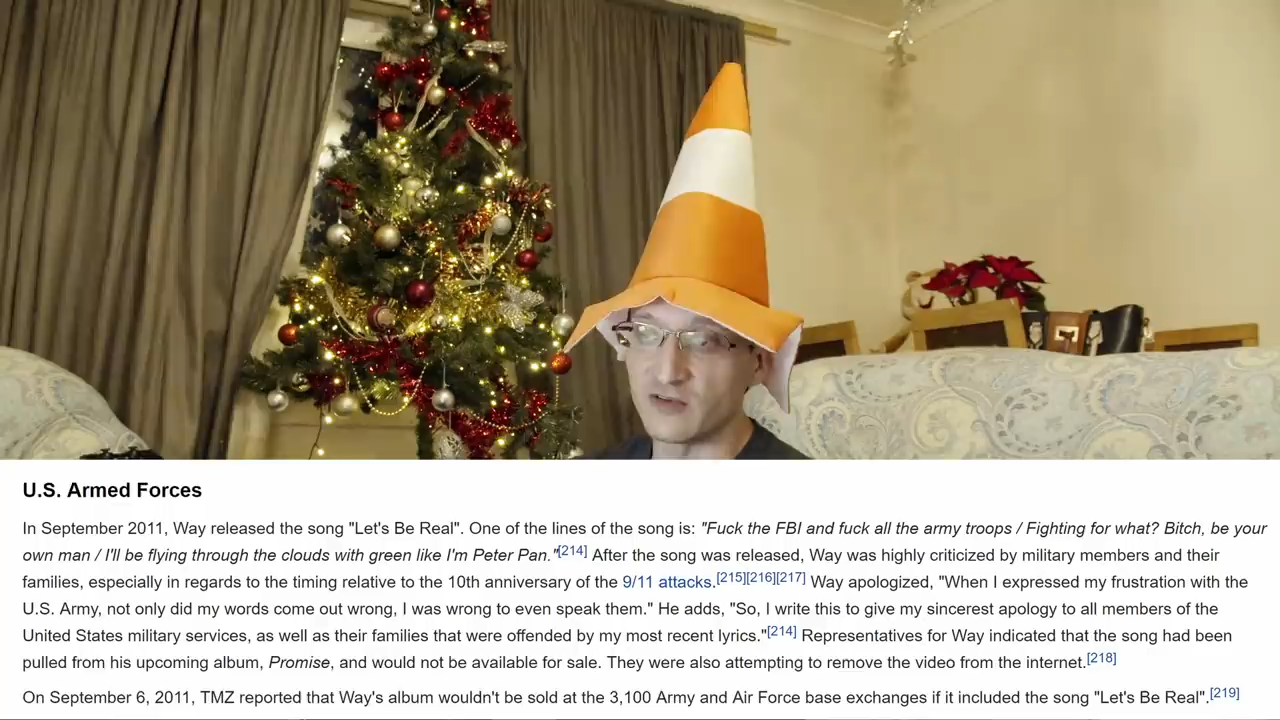 U.S. Armed Forces
In September 2011, Way released the song "Let's Be Real". One of the lines of the song is: "Fuck the FBI and fuck all the army troops / Fighting for what? Bitch, be your
own man / I'll be flying through the clouds with green like I'm Peter Pan."[214] After the song was released, Way was highly criticized by military members and their
families, especially in regards to the timing relative to the 10th anniversary of the 9/11 attacks.[215][216][217] Way apologized, "When I expressed my frustration with the
U.S. Army, not only did my words come out wrong, I was wrong to even speak them." He adds, "So, I write this to give my sincerest apology to all members of the
United States military services, as well as their families that were offended by my most recent lyrics."[214] Representatives for Way indicated that the song had been
pulled from his upcoming album, Promise, and would not be available for sale. They were also attempting to remove the video from the internet.[218]
On September 6, 2011, TMZ reported that Way's album wouldn't be sold at the 3,100 Army and Air Force base exchanges if it included the song "Let's Be Real".[219]